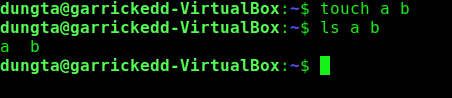 dungta@garrickedd-VirtualBox:~$ touch a b
dungta@garrickedd-VirtualBox:~$ ls a b
a  b
dungta@garrickedd-VirtualBox:~$